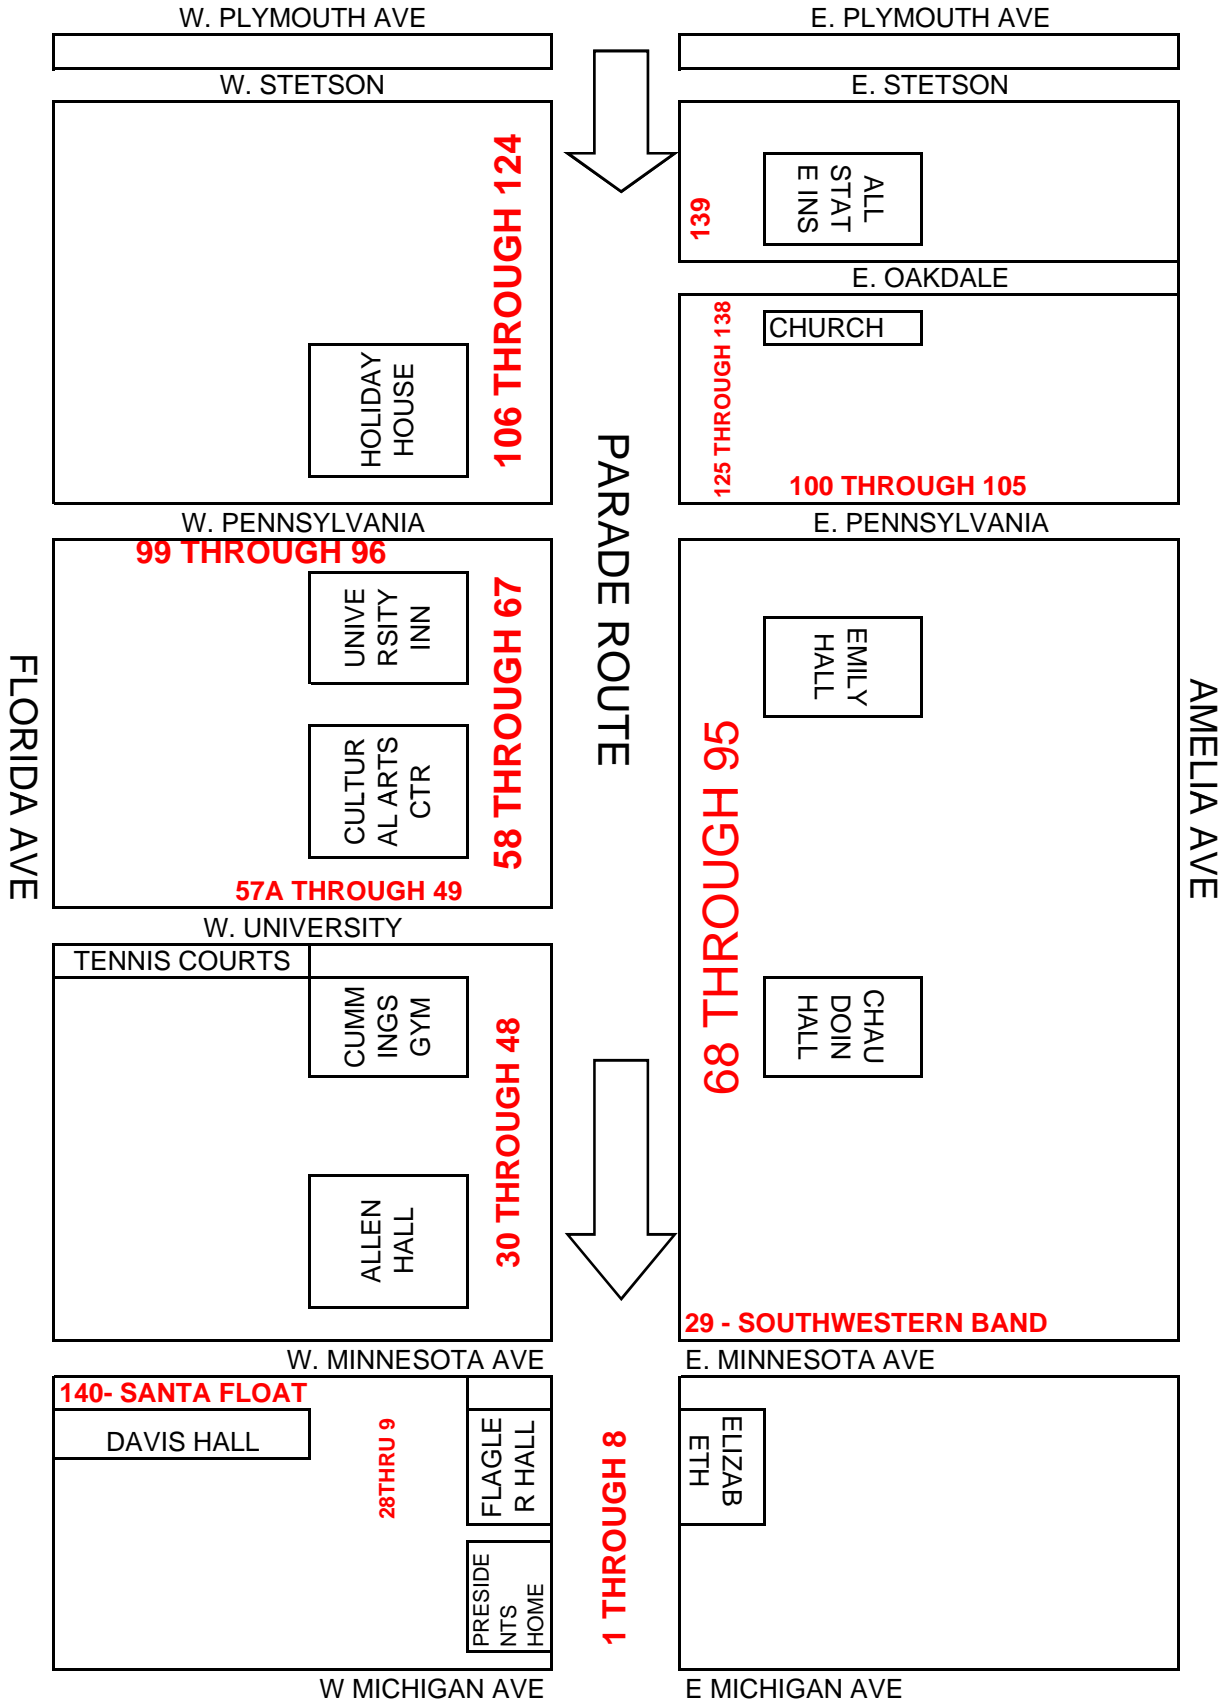 W. PLYMOUTH AVE
E. PLYMOUTH AVE
W. STETSON
E. STETSON
106 THROUGH 124
139
ALL
STAT
E INS
E. OAKDALE
HOLIDAY
HOUSE
125 THROUGH 138
CHURCH
100 THROUGH 105
PARADE ROUTE
W. PENNSYLVANIA
E. PENNSYLVANIA
99 THROUGH 96
UNIVE
RSITY
INN
58 THROUGH 67
EMILY
HALL
FLORIDA AVE
AMELIA AVE
CULTUR
AL ARTS
CTR
68 THROUGH 95
57A THROUGH 49
W. UNIVERSITY
TENNIS COURTS
CUMM
INGS
GYM
30 THROUGH 48
CHAU
DOIN
HALL
ALLEN
HALL
29 - SOUTHWESTERN BAND
W. MINNESOTA AVE
E. MINNESOTA AVE
140- SANTA FLOAT
DAVIS HALL
28THRU 9
FLAGLE
R HALL
1 THROUGH 8
ELIZAB
ETH
PRESIDE
NTS
HOME
W MICHIGAN AVE
E MICHIGAN AVE